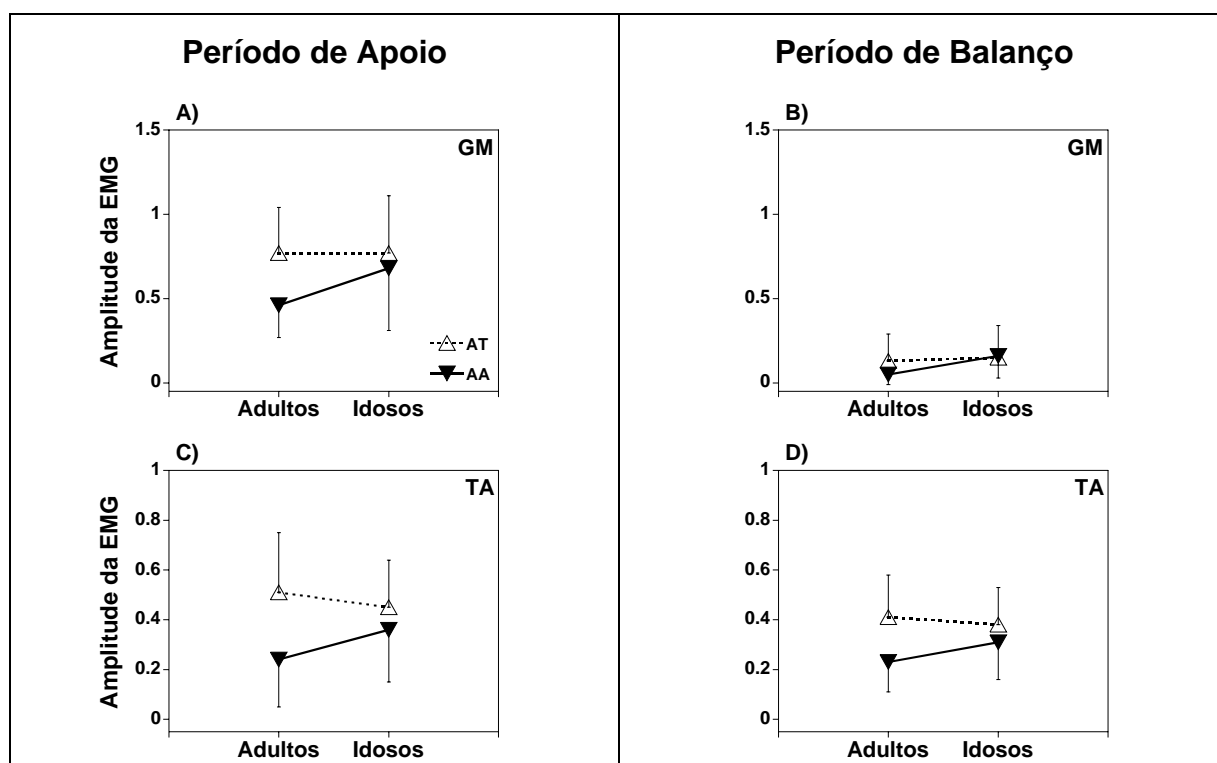 Período de Apoio
Período de Balanço
A)
GM
Amplitude da EMG
1.5
1
0.5
0
AT
AA
Adultos Idosos
B)
GM
1.5
1
0.5
0
Adultos Idosos
C)
TA
Amplitude da EMG
1
0.8
0.6
0.4
0.2
0
Adultos Idosos
D)
TA
1
0.8
0.6
0.4
0.2
0
Adultos Idosos